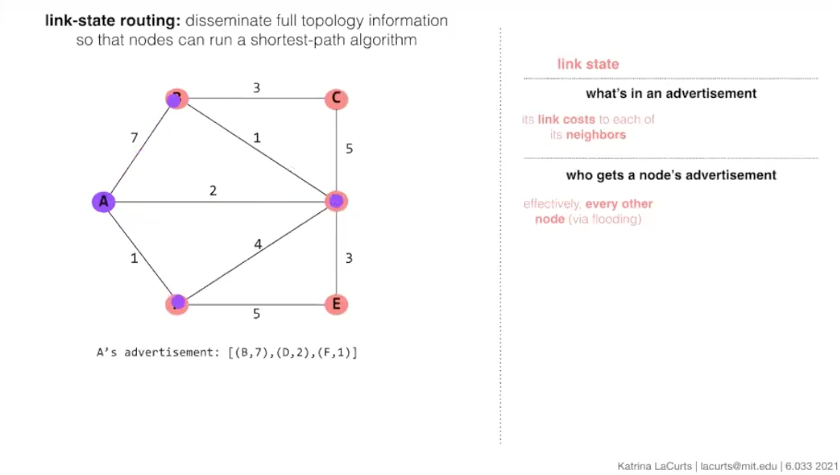 link-state routing: disseminate full topology information
so that nodes can run a shortest-path algorithm
3
C
7
1
5
2
A
4
1
3
5
E
A's advertisement: [(B,7),(D,2),(F,1)]
link state
what's in an advertisement
its link costs to each of
its neighbors
who gets a node's advertisement
effectively, every other
node (via flooding)
Katrina LaCurts | lacurts@mit.edu | 6.033 2021